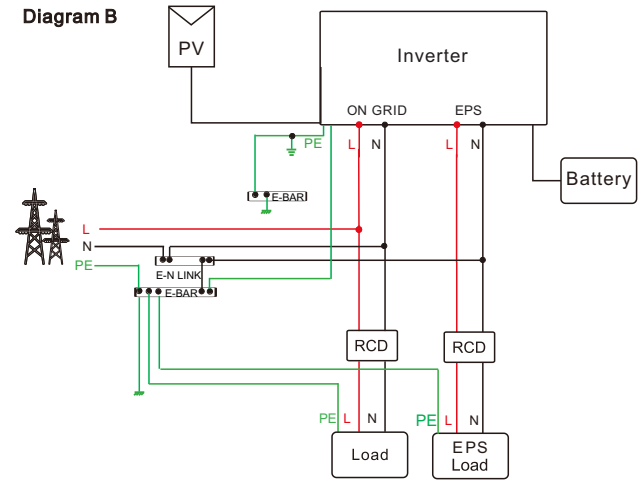 Diagram B
PV
Inverter
ON GRID EPS
L N L N
PE
Battery
E-BAR
L
N
PE
E-N LINK
E-BAR
RCD RCD
PE L N PE L N
Load
EPS
Load